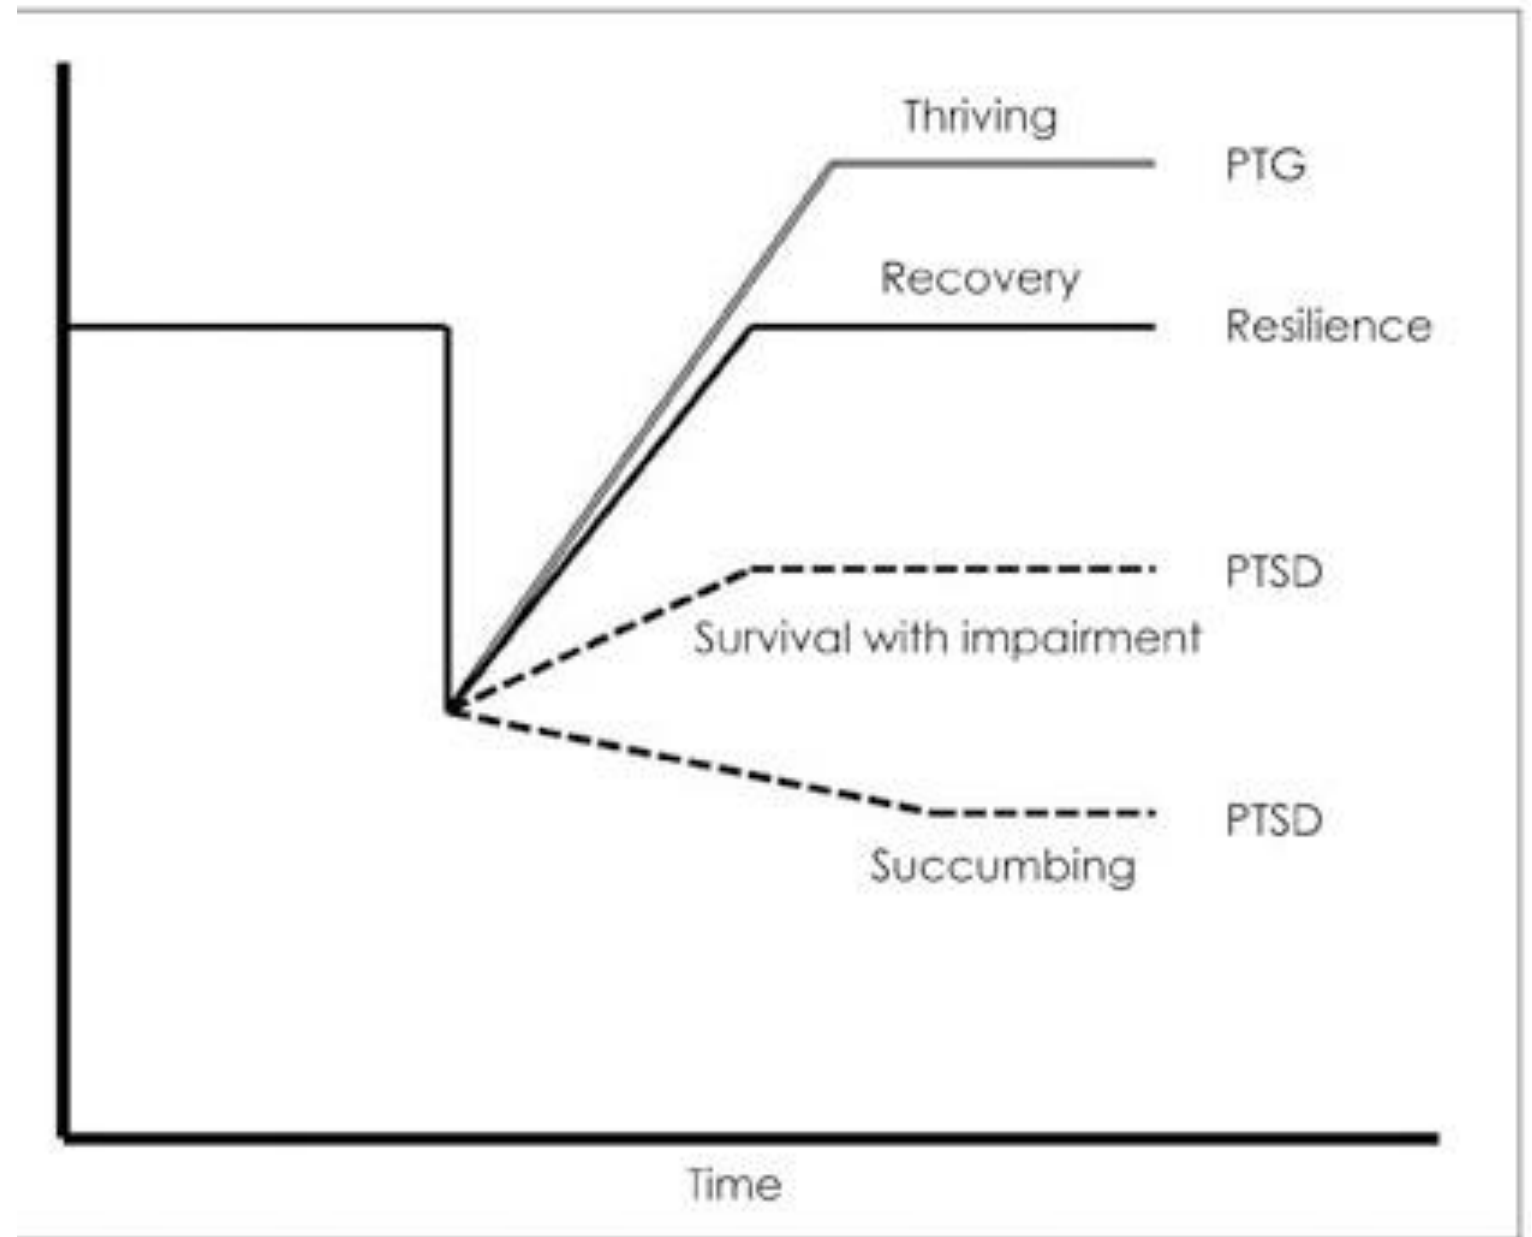 Thriving
PTG
Recovery
Resilience
PTSD
Survival with impairment
PTSD
Succumbing
Time